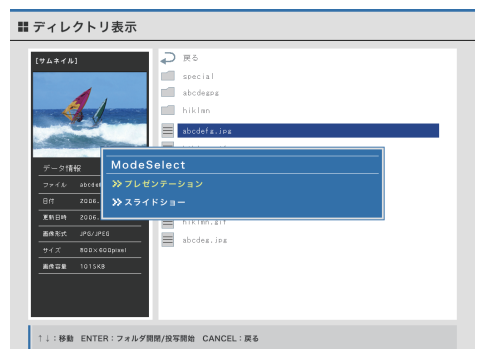 ディレクトリ表示
[サムネイル]
戻る
special
abcdegpg
hiklmn
abcdefg.jpg
データ情報
ファイル
日付 2006.
更新日時 2006.
画像形式 JPG/JPEG
サイズ 800×600pixel
画像容量 1015KB
ModeSelect
プレゼンテーション
スライドショー
hiklmn.gif
abcdeg.jpg
↑↓:移動 ENTER:フォルダ開閉/投写開始 CANCEL:戻る